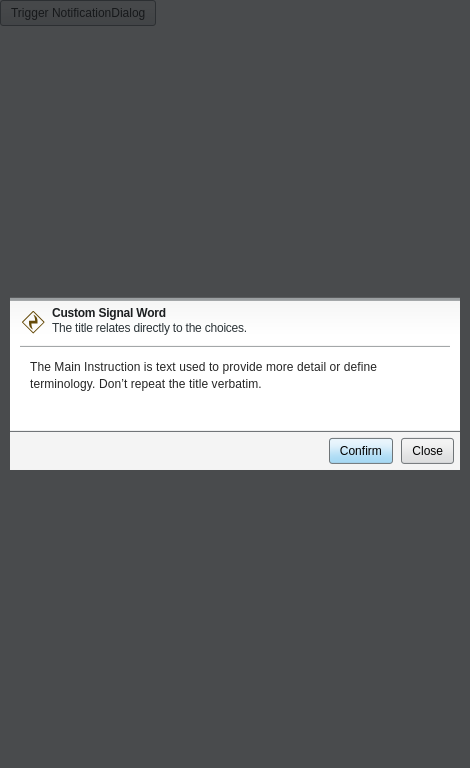 Trigger NotificationDialog
Custom Signal Word
The title relates directly to the choices.
The Main Instruction is text used to provide more detail or define
terminology. Don't repeat the title verbatim.
Confirm
Close